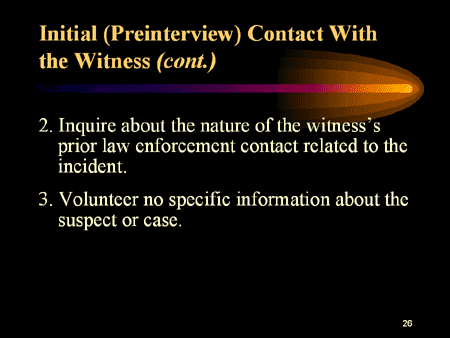 Initial (Preinterview) Contact With
the Witness (cont.)
2. Inquire about the nature of the witness's
prior law enforcement contact related to the
incident.
3. Volunteer no specific information about the
suspect or case.
26